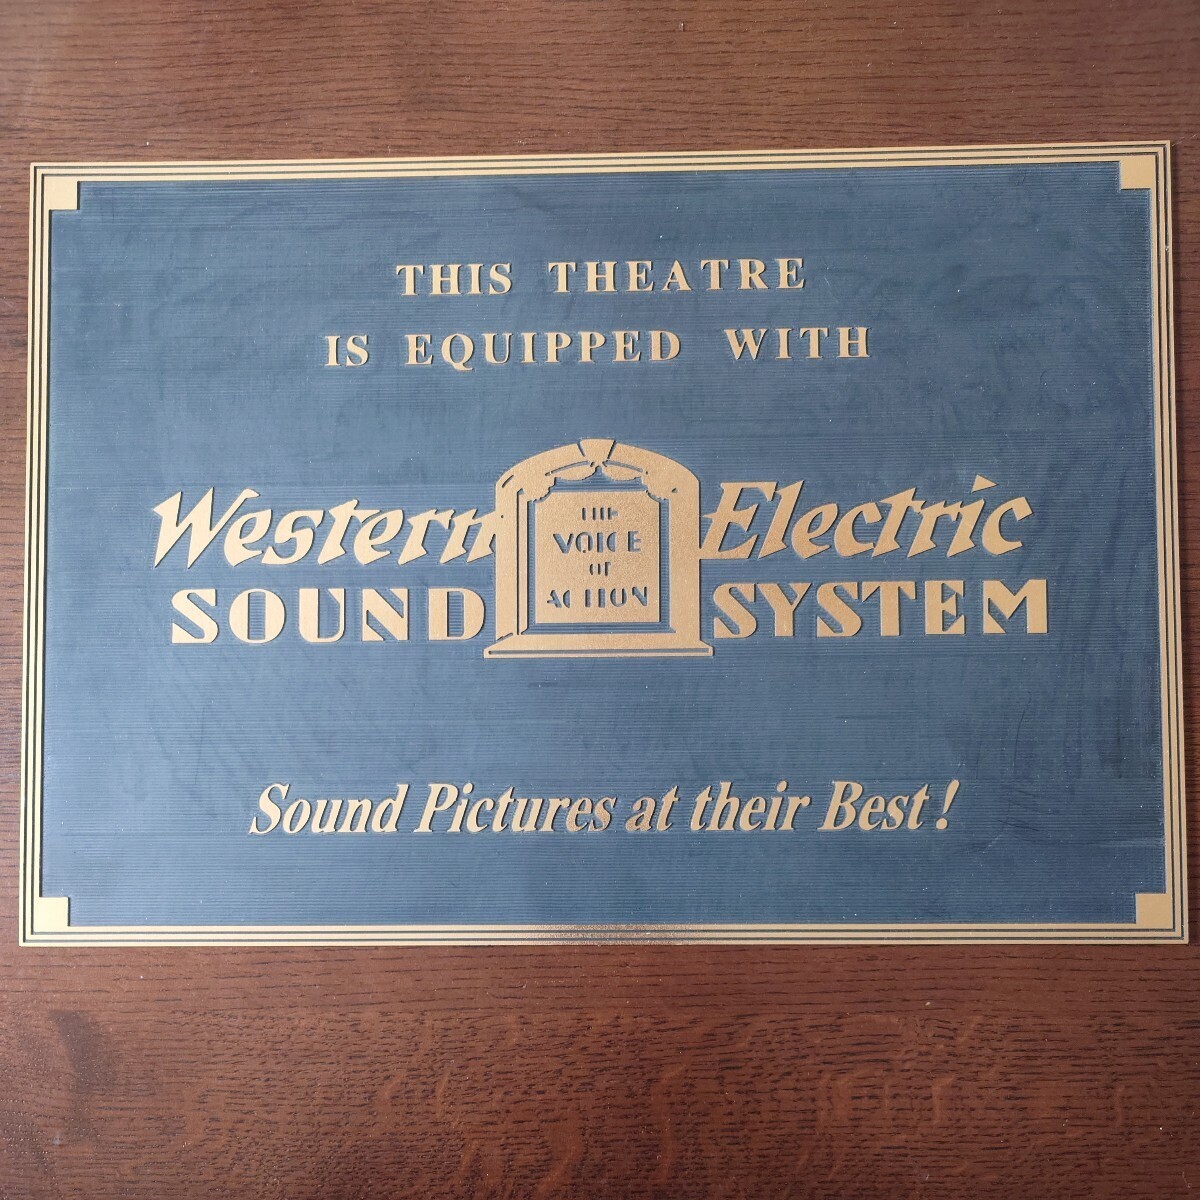 THIS THEATRE
IS EQUIPPED WITH
Western Electric
SOUND SYSTEM
THE
VOICE
OF
ACTION
Sound Pictures at their Best!